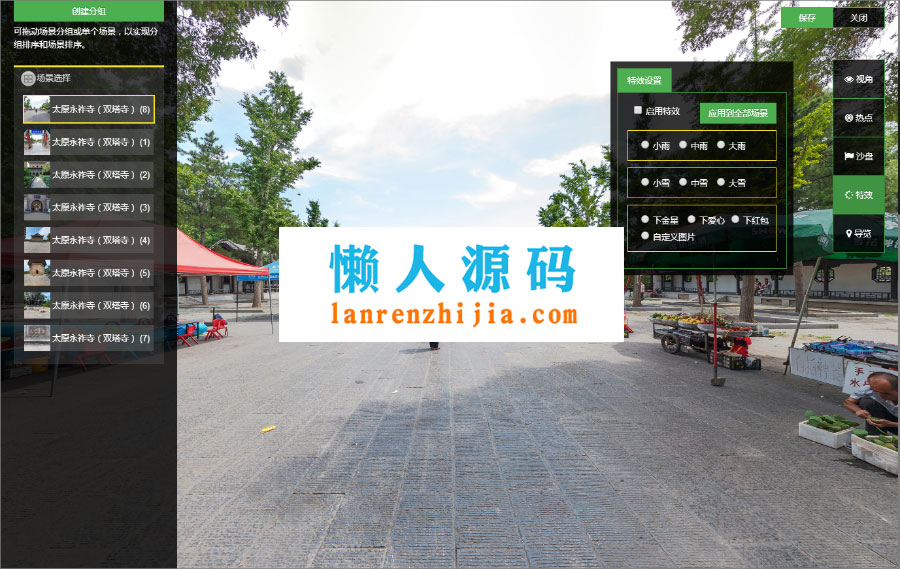 创建分组
可拖动场景分组或单个场景，以实现分
组排序和场景排序。
场景选择
太原永祚寺（双塔寺）(8)
太原永祚寺（双塔寺）(1)
太原永祚寺（双塔寺）(2)
太原永祚寺（双塔寺）(3)
太原永祚寺（双塔寺）(4)
太原永祚寺（双塔寺）(5)
太原永祚寺（双塔寺）(6)
太原永祚寺（双塔寺）(7)
懒人源码
lanrenzhijia.com
保存 关闭
特效设置
启用特效 应用到全部场景
小雨 中雨 大雨
小雪 中雪 大雪
下金星 下爱心 下红包
自定义图片
视角
热点
沙盘
特效
导览